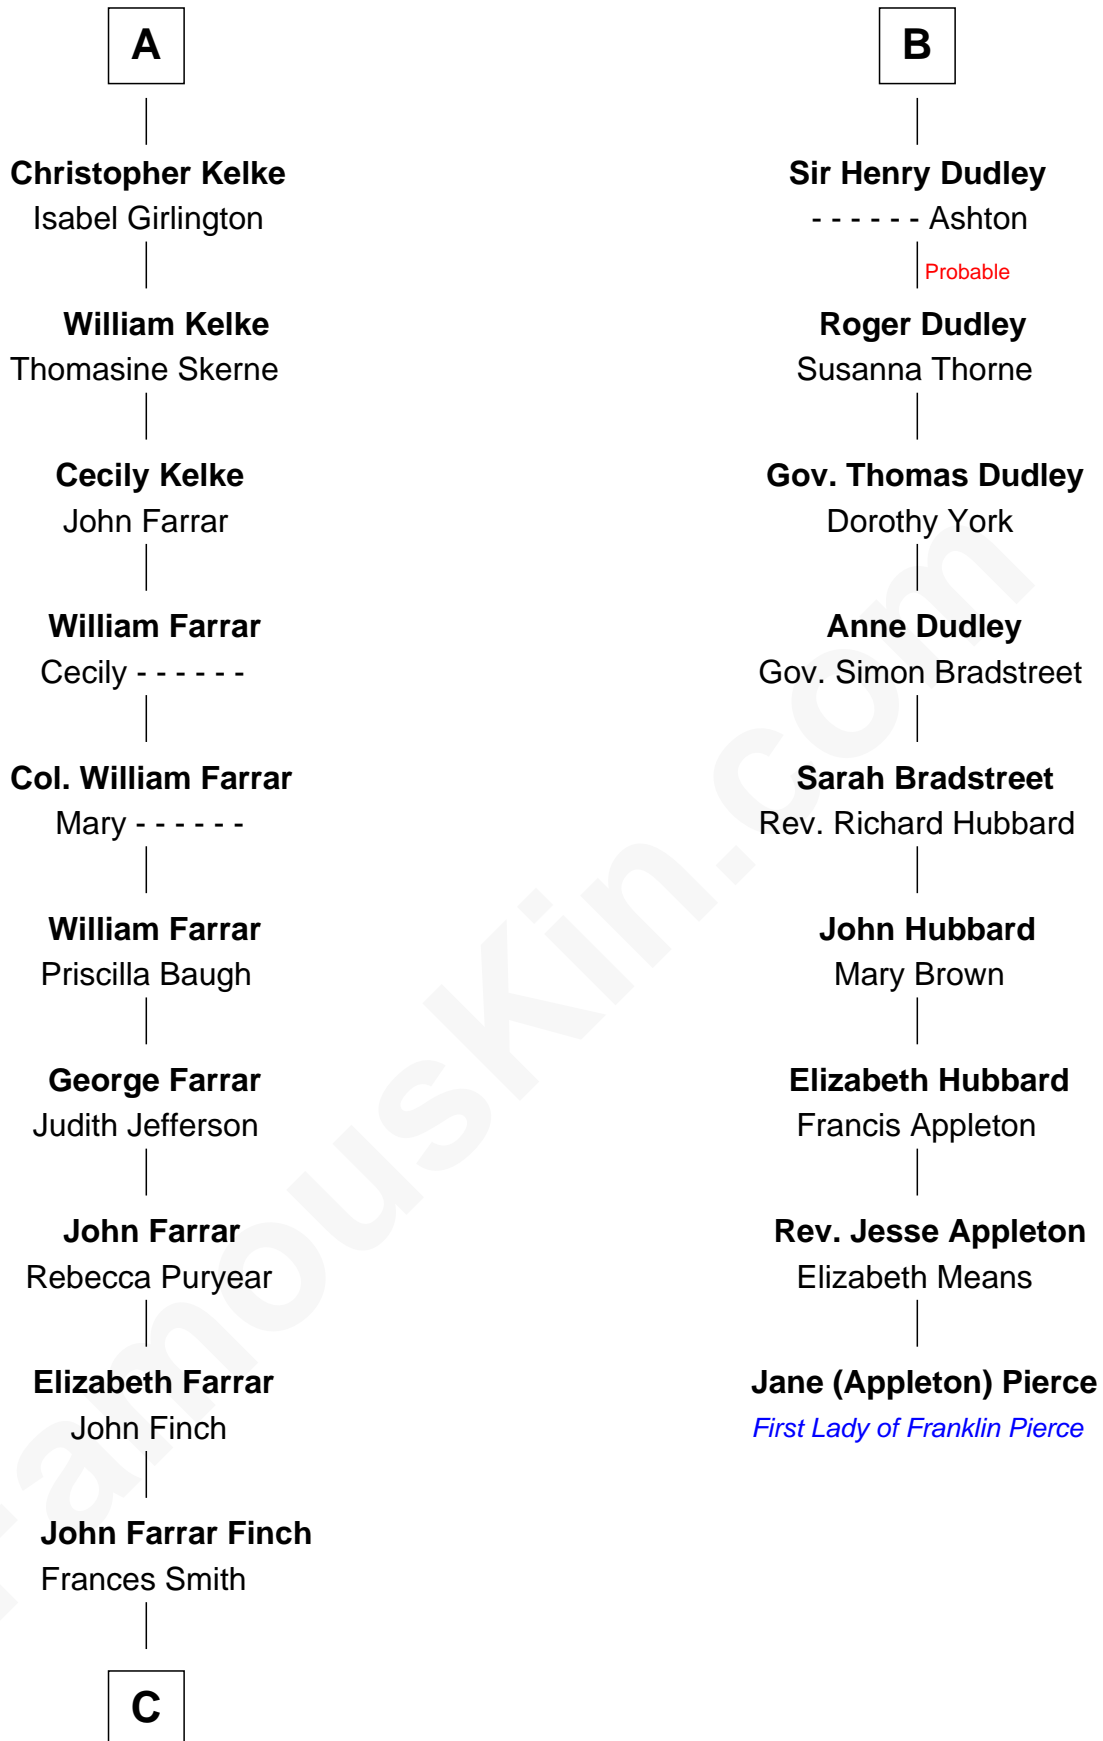 A
Christopher Kelke
Isabel Girlington
William Kelke
Thomasine Skerne
Cecily Kelke
John Farrar
William Farrar
Cecily - - - - - -
Col. William Farrar
Mary - - - - - -
William Farrar
Priscilla Baugh
George Farrar
Judith Jefferson
John Farrar
Rebecca Puryear
Elizabeth Farrar
John Finch
John Farrar Finch
Frances Smith
C
B
Sir Henry Dudley
- - - - - - Ashton
Probable
Roger Dudley
Susanna Thorne
Gov. Thomas Dudley
Dorothy York
Anne Dudley
Gov. Simon Bradstreet
Sarah Bradstreet
Rev. Richard Hubbard
John Hubbard
Mary Brown
Elizabeth Hubbard
Francis Appleton
Rev. Jesse Appleton
Elizabeth Means
Jane (Appleton) Pierce
First Lady of Franklin Pierce
FamousKin.com